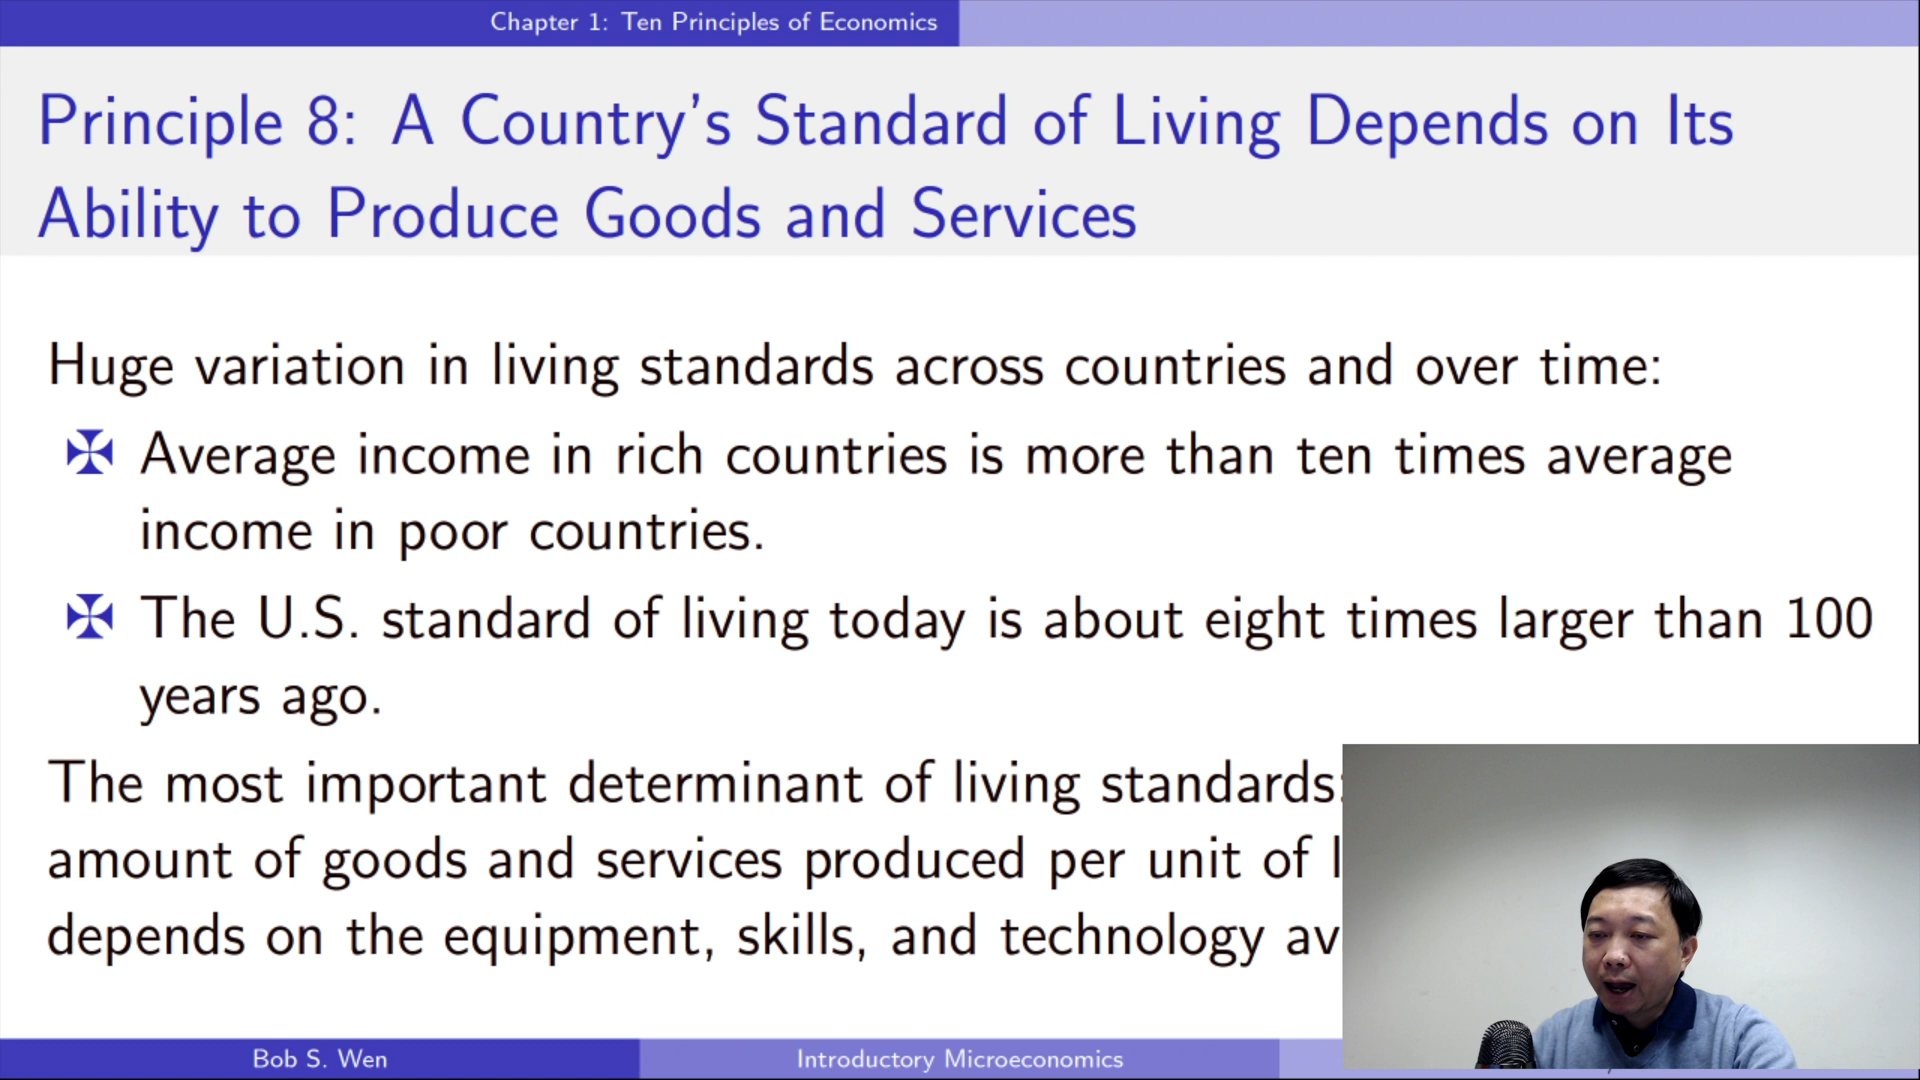 Chapter 1: Ten Principles of Economics
Principle 8: A Country's Standard of Living Depends on Its
Ability to Produce Goods and Services
Huge variation in living standards across countries and over time:
Average income in rich countries is more than ten times average
income in poor countries.
The U.S. standard of living today is about eight times larger than 100
years ago.
The most important determinant of living standards:
amount of goods and services produced per unit of
depends on the equipment, skills, and technology
Bob S. Wen
Introductory Microeconomics